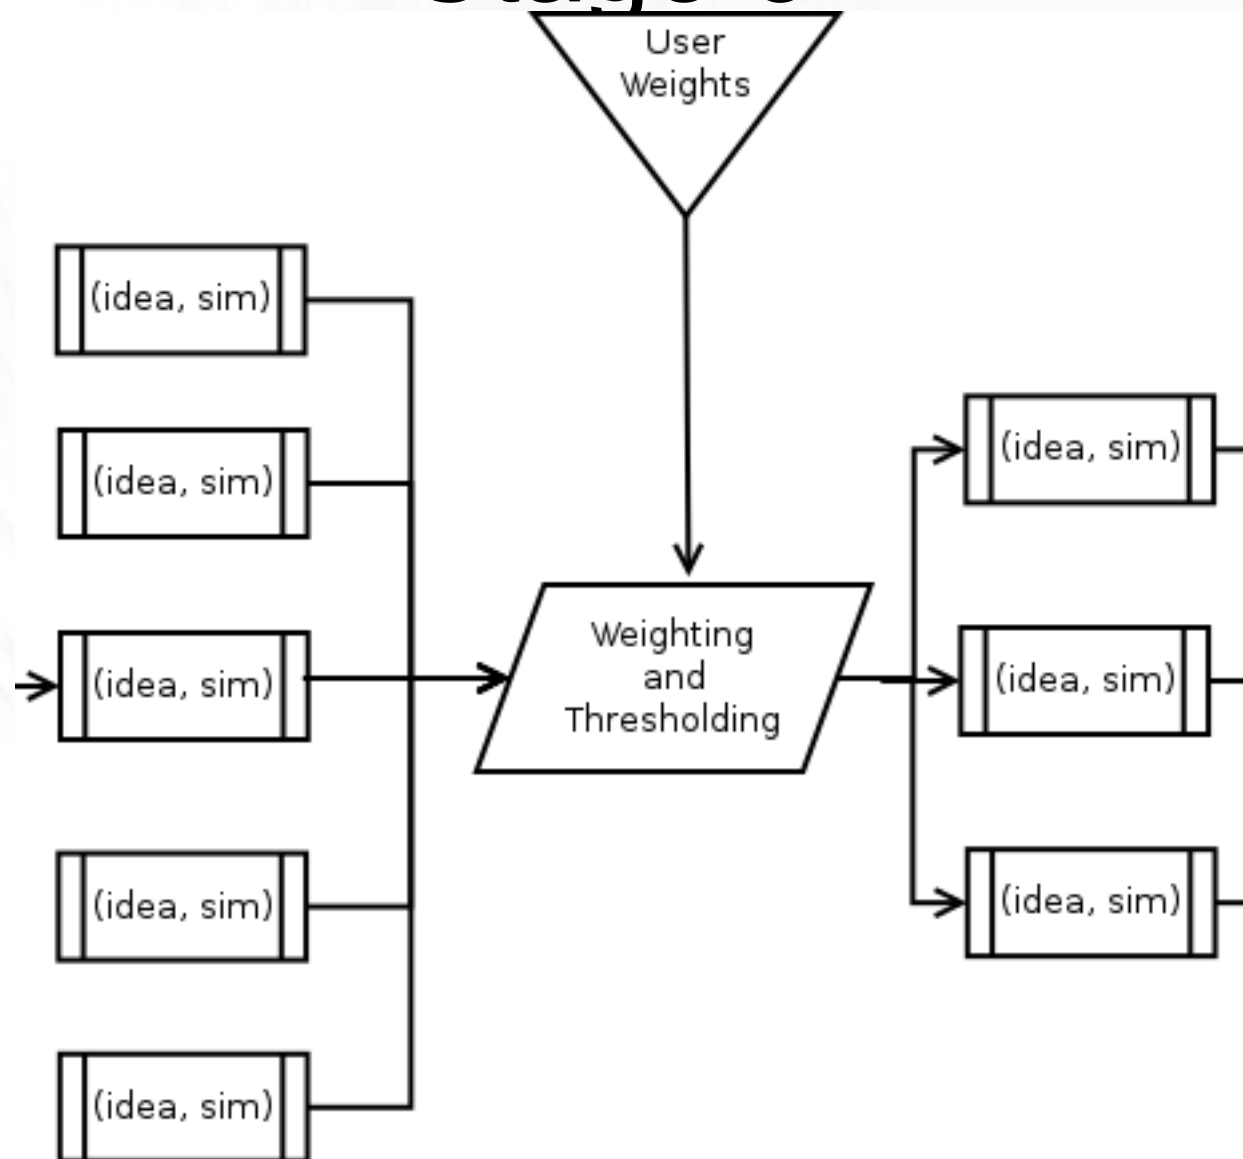 User
Weights
(idea, sim)
(idea, sim)
(idea, sim)
(idea, sim)
(idea, sim)
Weighting
and
Thresholding
(idea, sim)
(idea, sim)
(idea, sim)